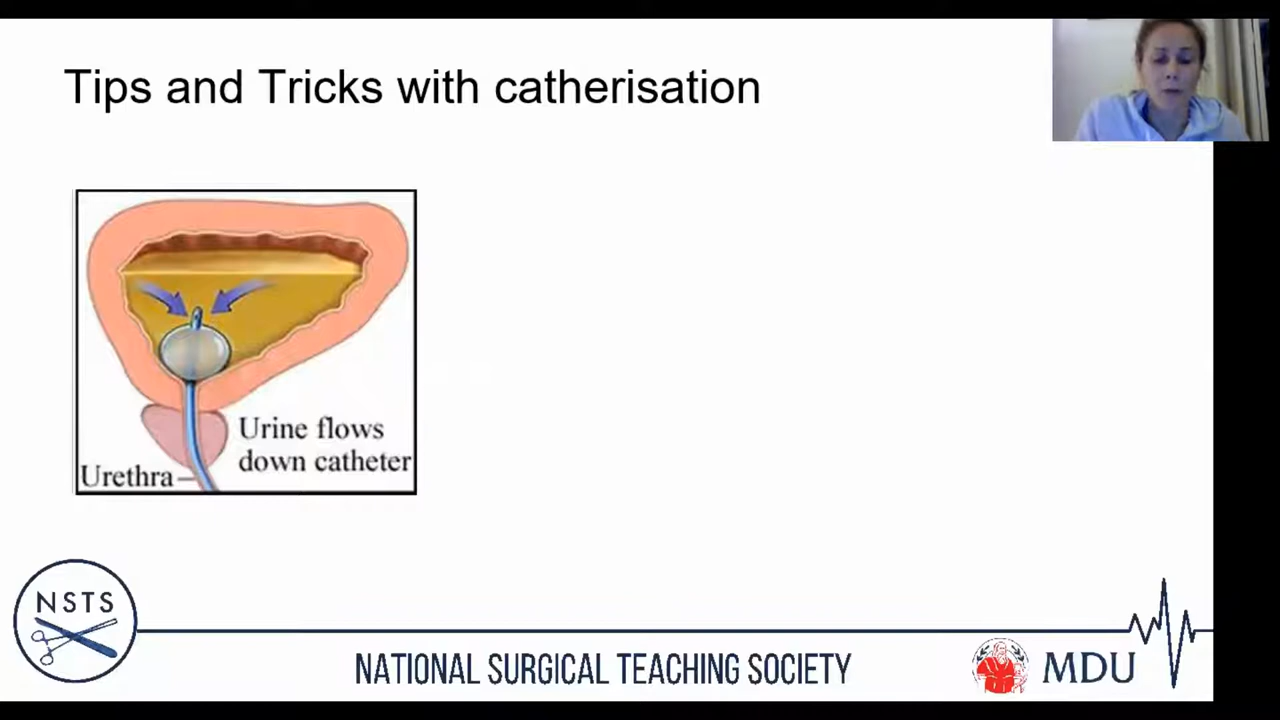 Tips and Tricks with catherisation
Urine flows
down catheter
Urethra
NSTS
NATIONAL SURGICAL TEACHING SOCIETY
MDU